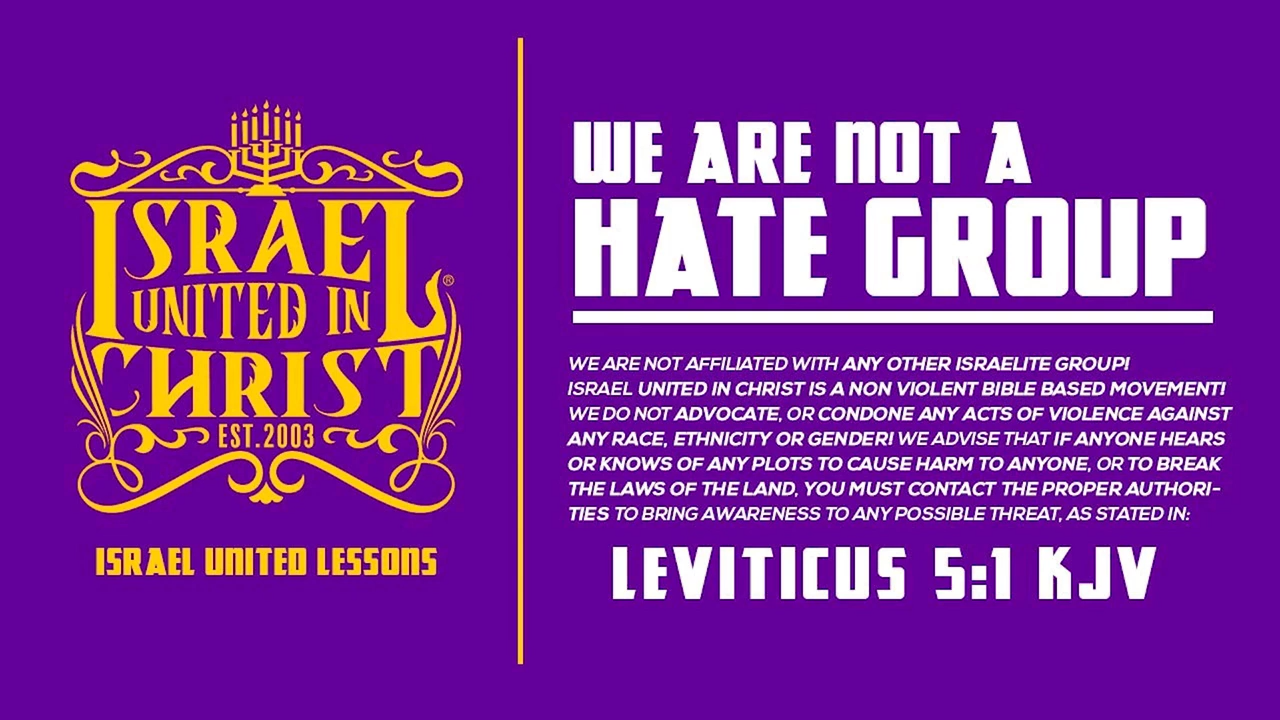 ISRAEL
UNITED IN
CHRIST
®
EST.2003
ISRAEL UNITED LESSONS
WE ARE NOT A
HATE GROUP
WE ARE NOT AFFILIATED WITH ANY OTHER ISRAELITE GROUP!
ISRAEL UNITED IN CHRIST IS A NON VIOLENT BIBLE BASED MOVEMENT!
WE DO NOT ADVOCATE, OR CONDONE ANY ACTS OF VIOLENCE AGAINST
ANY RACE, ETHNICITY OR GENDER! WE ADVISE THAT IF ANYONE HEARS
OR KNOWS OF ANY PLOTS TO CAUSE HARM TO ANYONE, OR TO BREAK
THE LAWS OF THE LAND, YOU MUST CONTACT THE PROPER AUTHORI-
TIES TO BRING AWARENESS TO ANY POSSIBLE THREAT, AS STATED IN:
LEVITICUS 5:1 KJV